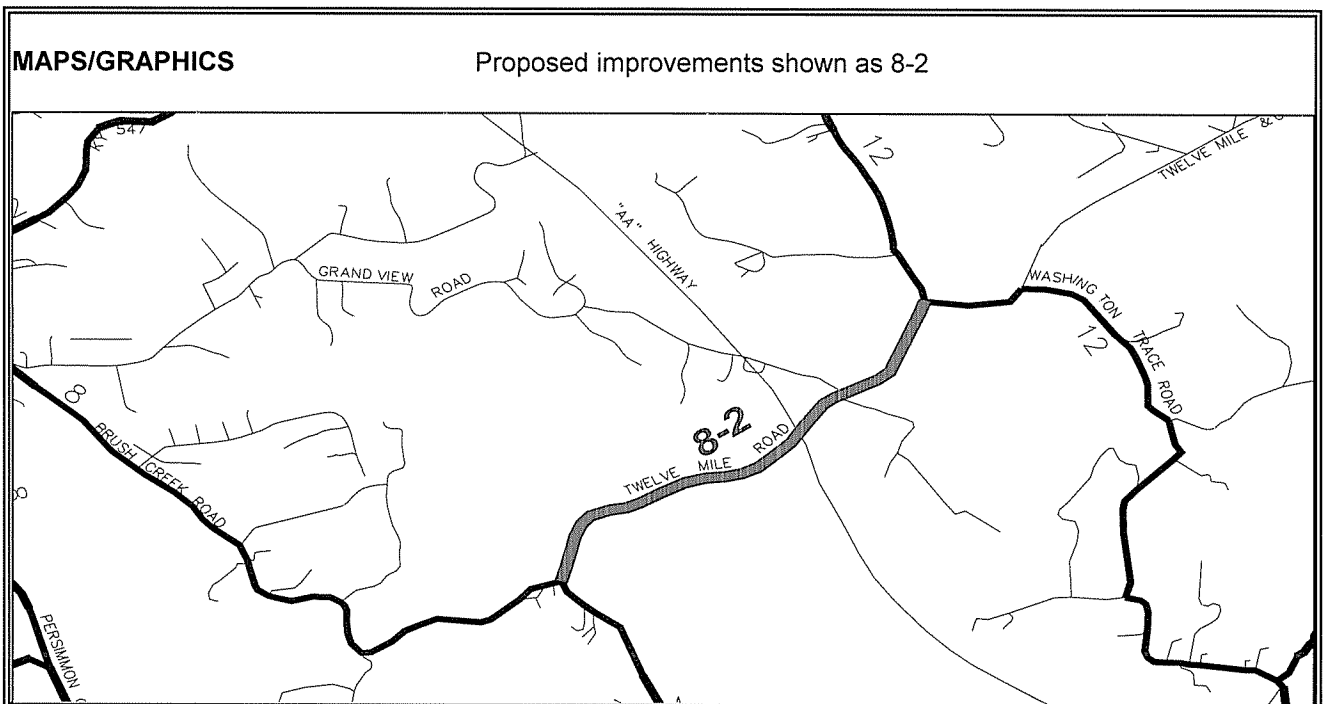 MAPS/GRAPHICS
Proposed improvements shown as 8-2
KY 547
12
TWELVE MILE &
"AA" HIGHWAY
GRAND VIEW ROAD
WASHING TON TRACE ROAD
12
8
BRUSH CREEK ROAD
8-2
TWELVE MILE ROAD
8
PERSIMMON